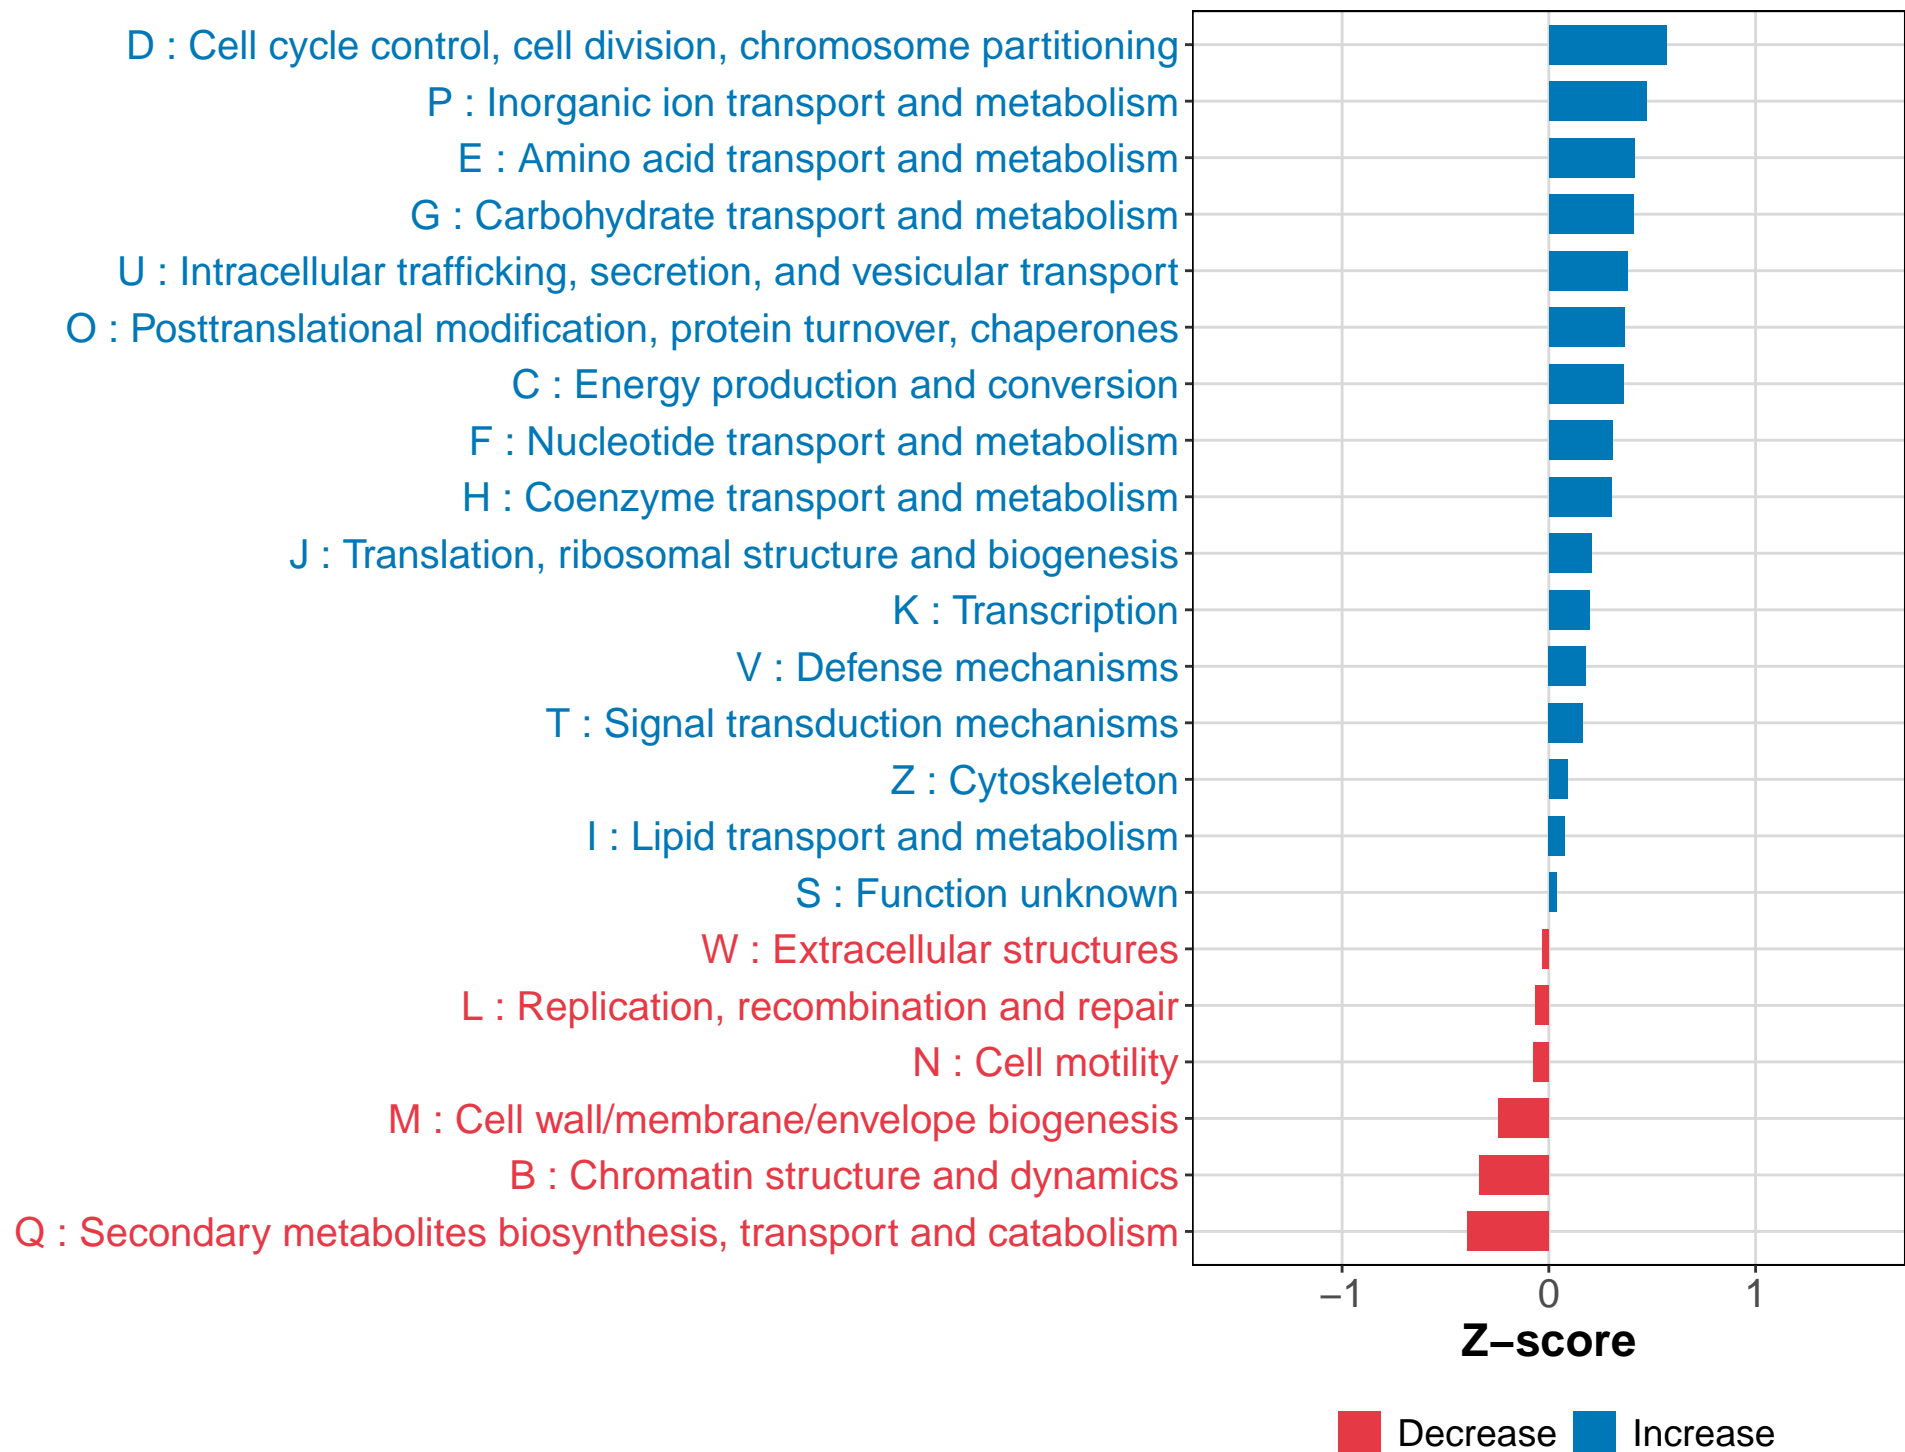 D : Cell cycle control, cell division, chromosome partitioning
P : Inorganic ion transport and metabolism
E : Amino acid transport and metabolism
G : Carbohydrate transport and metabolism
U : Intracellular trafficking, secretion, and vesicular transport
O : Posttranslational modification, protein turnover, chaperones
C : Energy production and conversion
F : Nucleotide transport and metabolism
H : Coenzyme transport and metabolism
J : Translation, ribosomal structure and biogenesis
K : Transcription
V : Defense mechanisms
T : Signal transduction mechanisms
Z : Cytoskeleton
I : Lipid transport and metabolism
S : Function unknown
W : Extracellular structures
L : Replication, recombination and repair
N : Cell motility
M : Cell wall/membrane/envelope biogenesis
B : Chromatin structure and dynamics
Q : Secondary metabolites biosynthesis, transport and catabolism
−1 0 1
Z−score
Decrease Increase